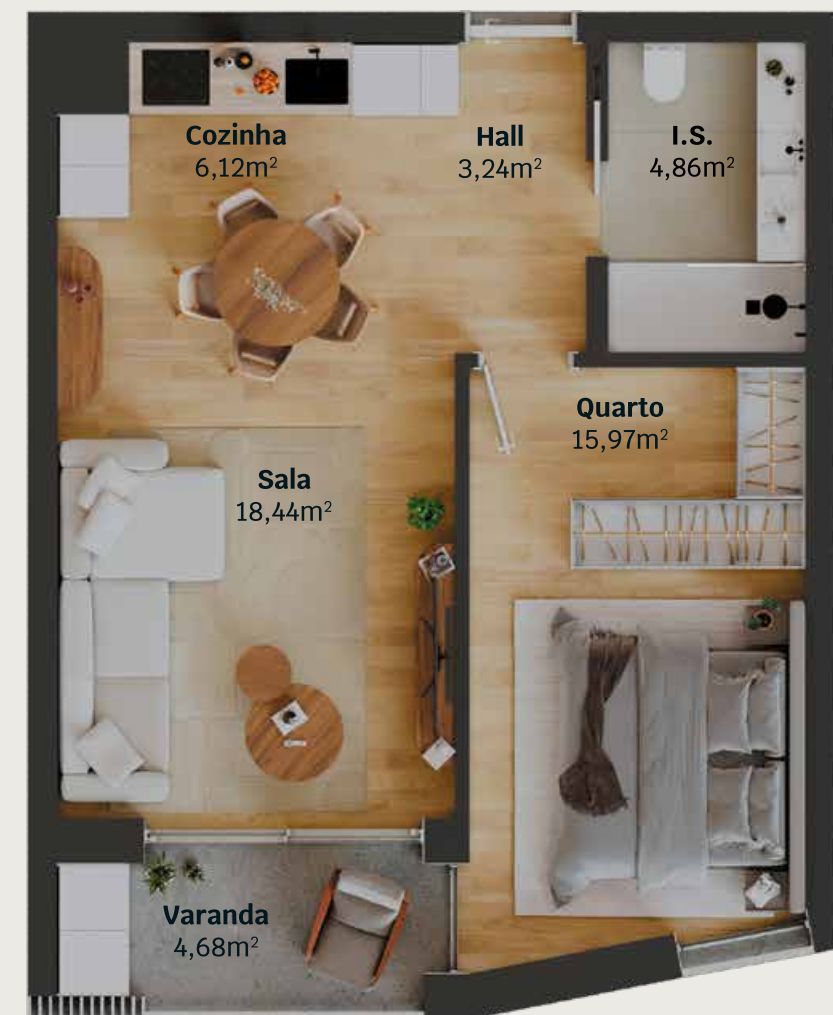 Cozinha
6,12m²
Hall
3,24m²
I.S.
4,86m²
Quarto
15,97m²
Sala
18,44m²
Varanda
4,68m²